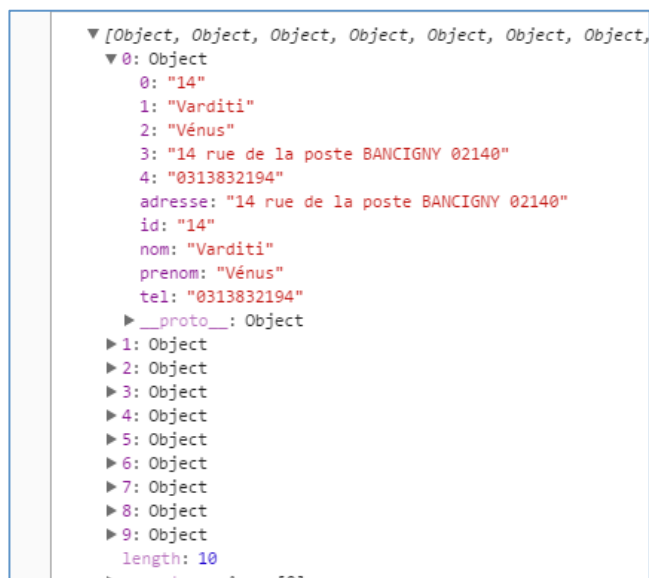 ▼ [Object, Object, Object, Object, Object, Object, Object,
▼ 0: Object
0: "14"
1: "Varditi"
2: "Vénus"
3: "14 rue de la poste BANCIGNY 02140"
4: "0313832194"
adresse: "14 rue de la poste BANCIGNY 02140"
id: "14"
nom: "Varditi"
prenom: "Vénus"
tel: "0313832194"
▶ __proto__: Object
▶ 1: Object
▶ 2: Object
▶ 3: Object
▶ 4: Object
▶ 5: Object
▶ 6: Object
▶ 7: Object
▶ 8: Object
▶ 9: Object
length: 10